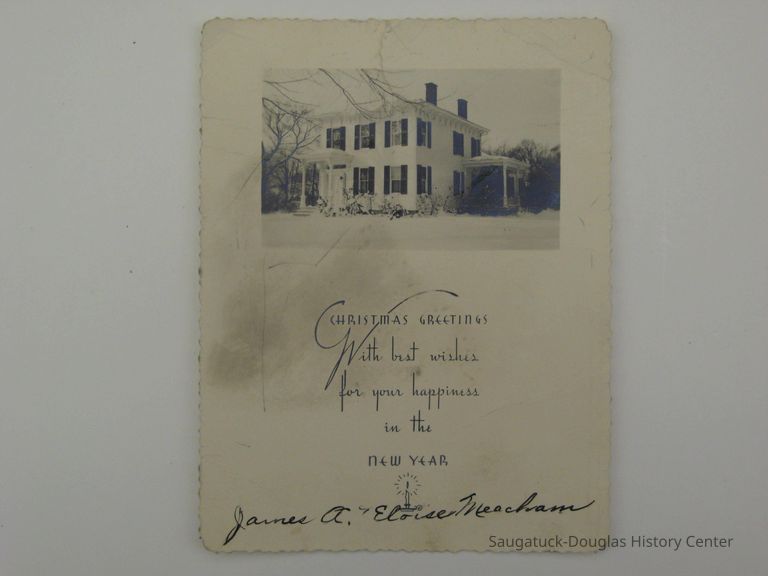 CHRISTMAS GREETINGS
With best wishes
for your happiness
in the
NEW YEAR
James A. & Eloise Meacham
Saugatuck-Douglas History Center